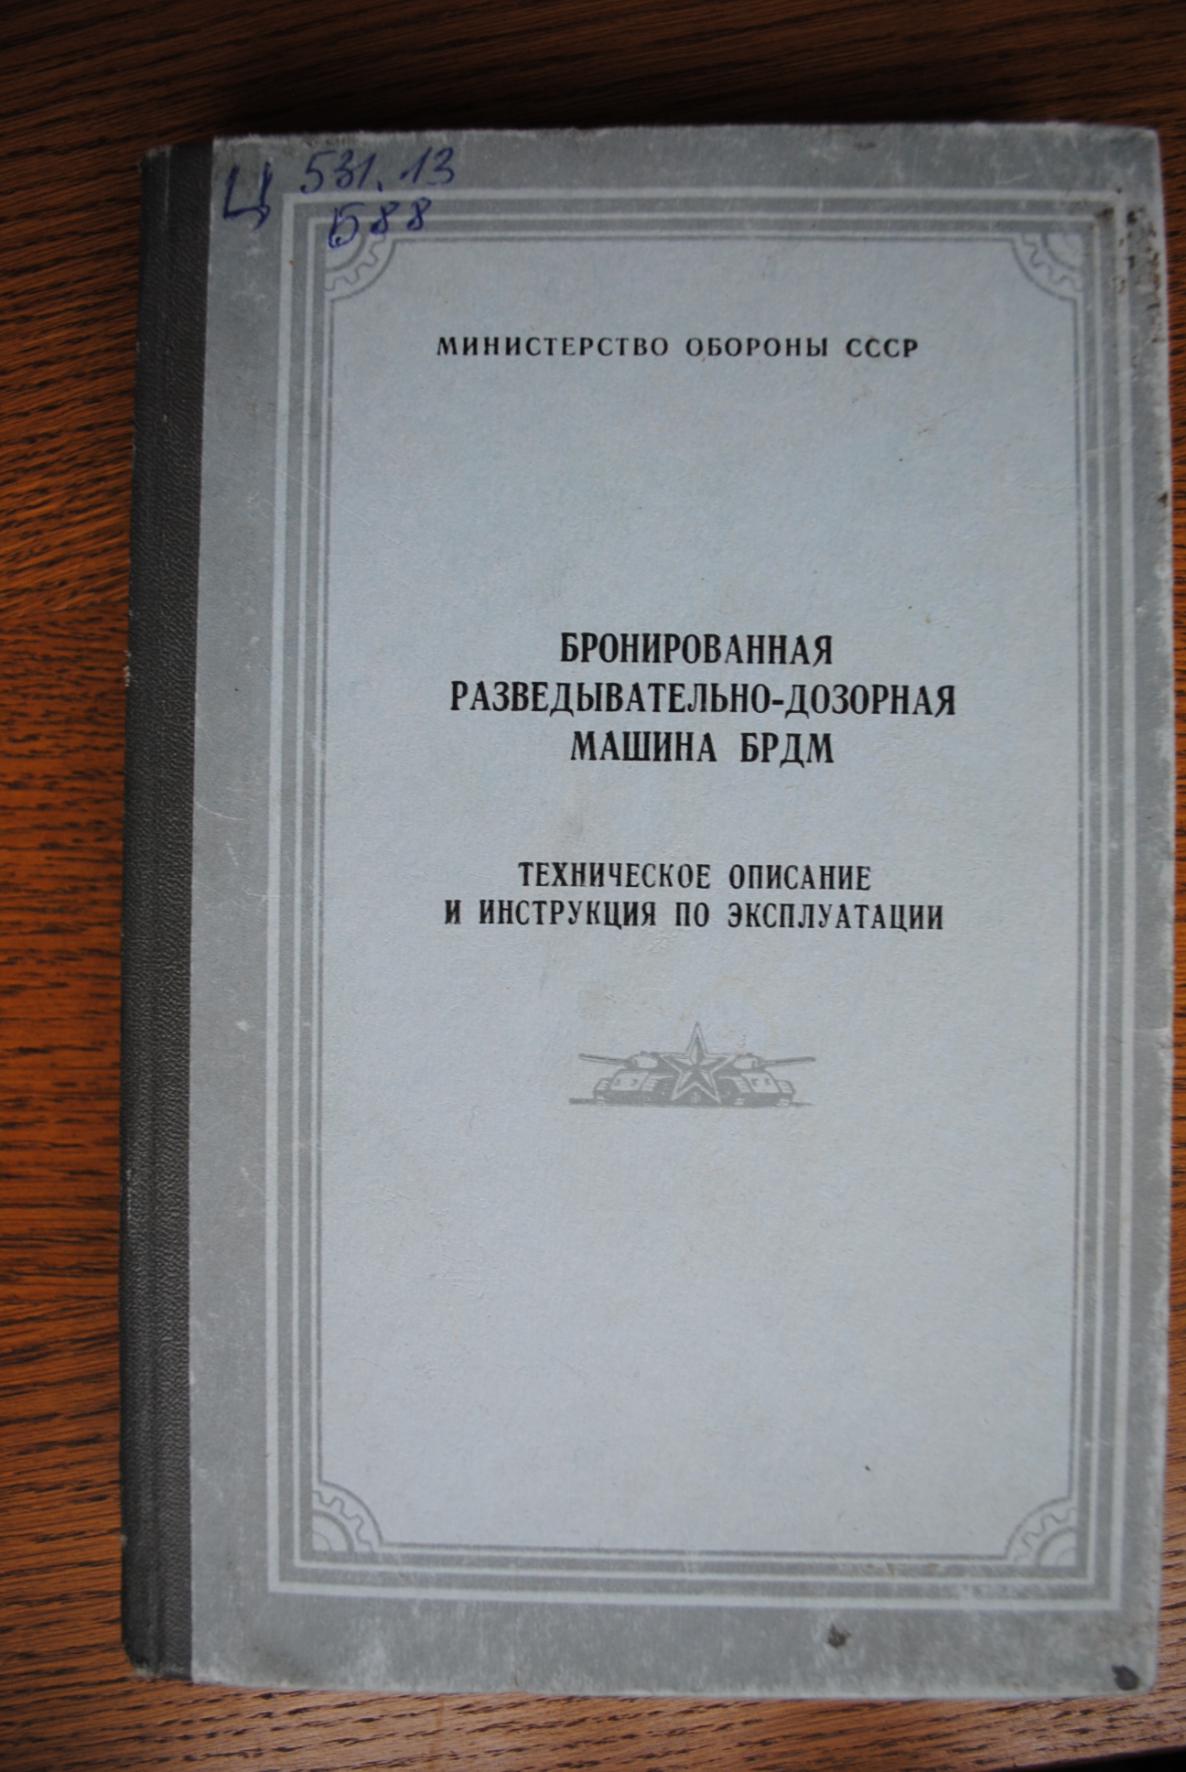 Ц 531.13
Б88
МИНИСТЕРСТВО ОБОРОНЫ СССР
БРОНИРОВАННАЯ
РАЗВЕДЫВАТЕЛЬНО-ДОЗОРНАЯ
МАШИНА БРДМ
ТЕХНИЧЕСКОЕ ОПИСАНИЕ
И ИНСТРУКЦИЯ ПО ЭКСПЛУАТАЦИИ